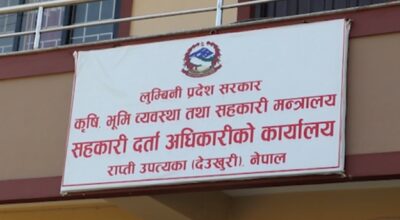 लुम्बिनी प्रदेश सरकार
कृषि, भूमि व्यवस्था तथा सहकारी मन्त्रालय
सहकारी दर्ता अधिकारीको कार्यालय
राप्ती उपत्यका (देउखुरी), नेपाल